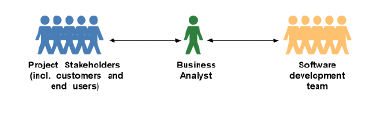 Project Stakeholders
(incl. customers and
end users)
Business
Analyst
Software
development
team